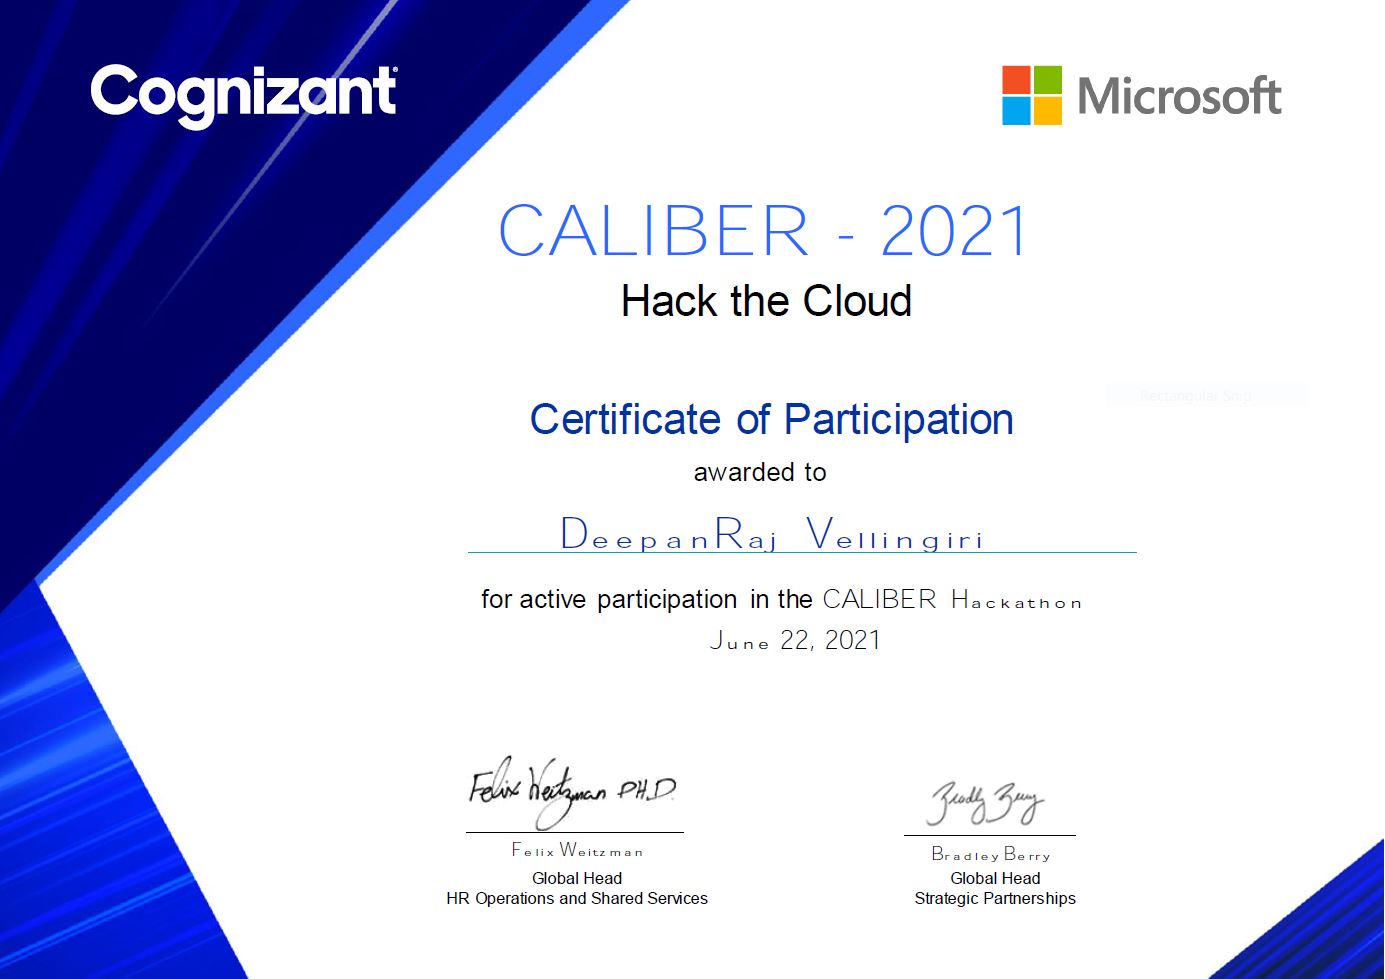 Cognizant
Microsoft
CALIBER - 2021
Hack the Cloud
Certificate of Participation
Rectangular Snip
awarded to
DeepanRaj Vellingiri
for active participation in the CALIBER Hackathon
June 22, 2021
Felix Weitzman PH.D.
Bradly Berry
Felix Weitzman
Bradley Berry
Global Head
Global Head
HR Operations and Shared Services
Strategic Partnerships